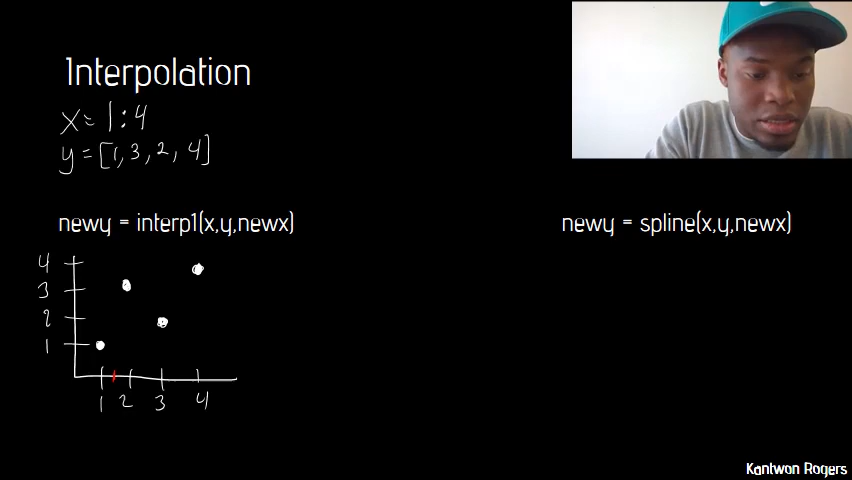 Interpolation
x = 1 : 4
y = [1, 3, 2, 4]
newy = interp1(x,y,newx)
newy = spline(x,y,newx)
4
3
2
1
1 2 3 4
Kantwon Rogers